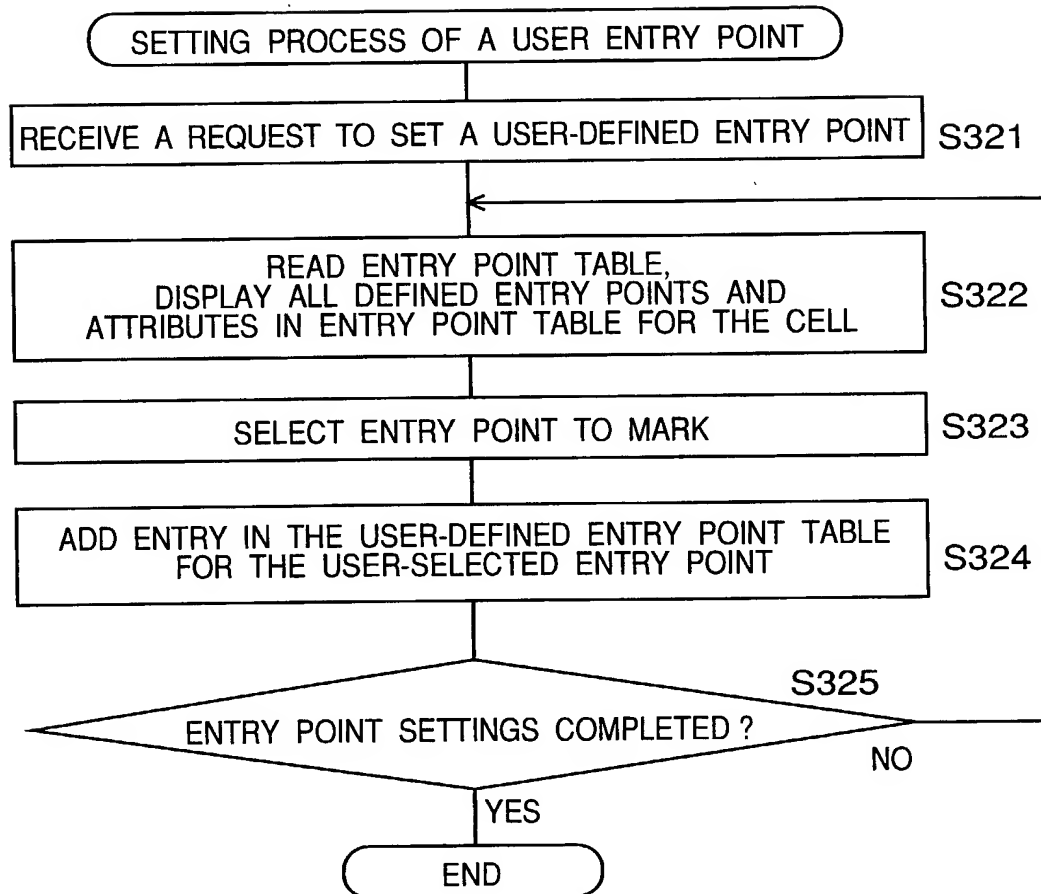 SETTING PROCESS OF A USER ENTRY POINT
RECEIVE A REQUEST TO SET A USER-DEFINED ENTRY POINT
S321
READ ENTRY POINT TABLE,
DISPLAY ALL DEFINED ENTRY POINTS AND
ATTRIBUTES IN ENTRY POINT TABLE FOR THE CELL
S322
SELECT ENTRY POINT TO MARK
S323
ADD ENTRY IN THE USER-DEFINED ENTRY POINT TABLE
FOR THE USER-SELECTED ENTRY POINT
S324
S325
ENTRY POINT SETTINGS COMPLETED ?
NO
YES
END